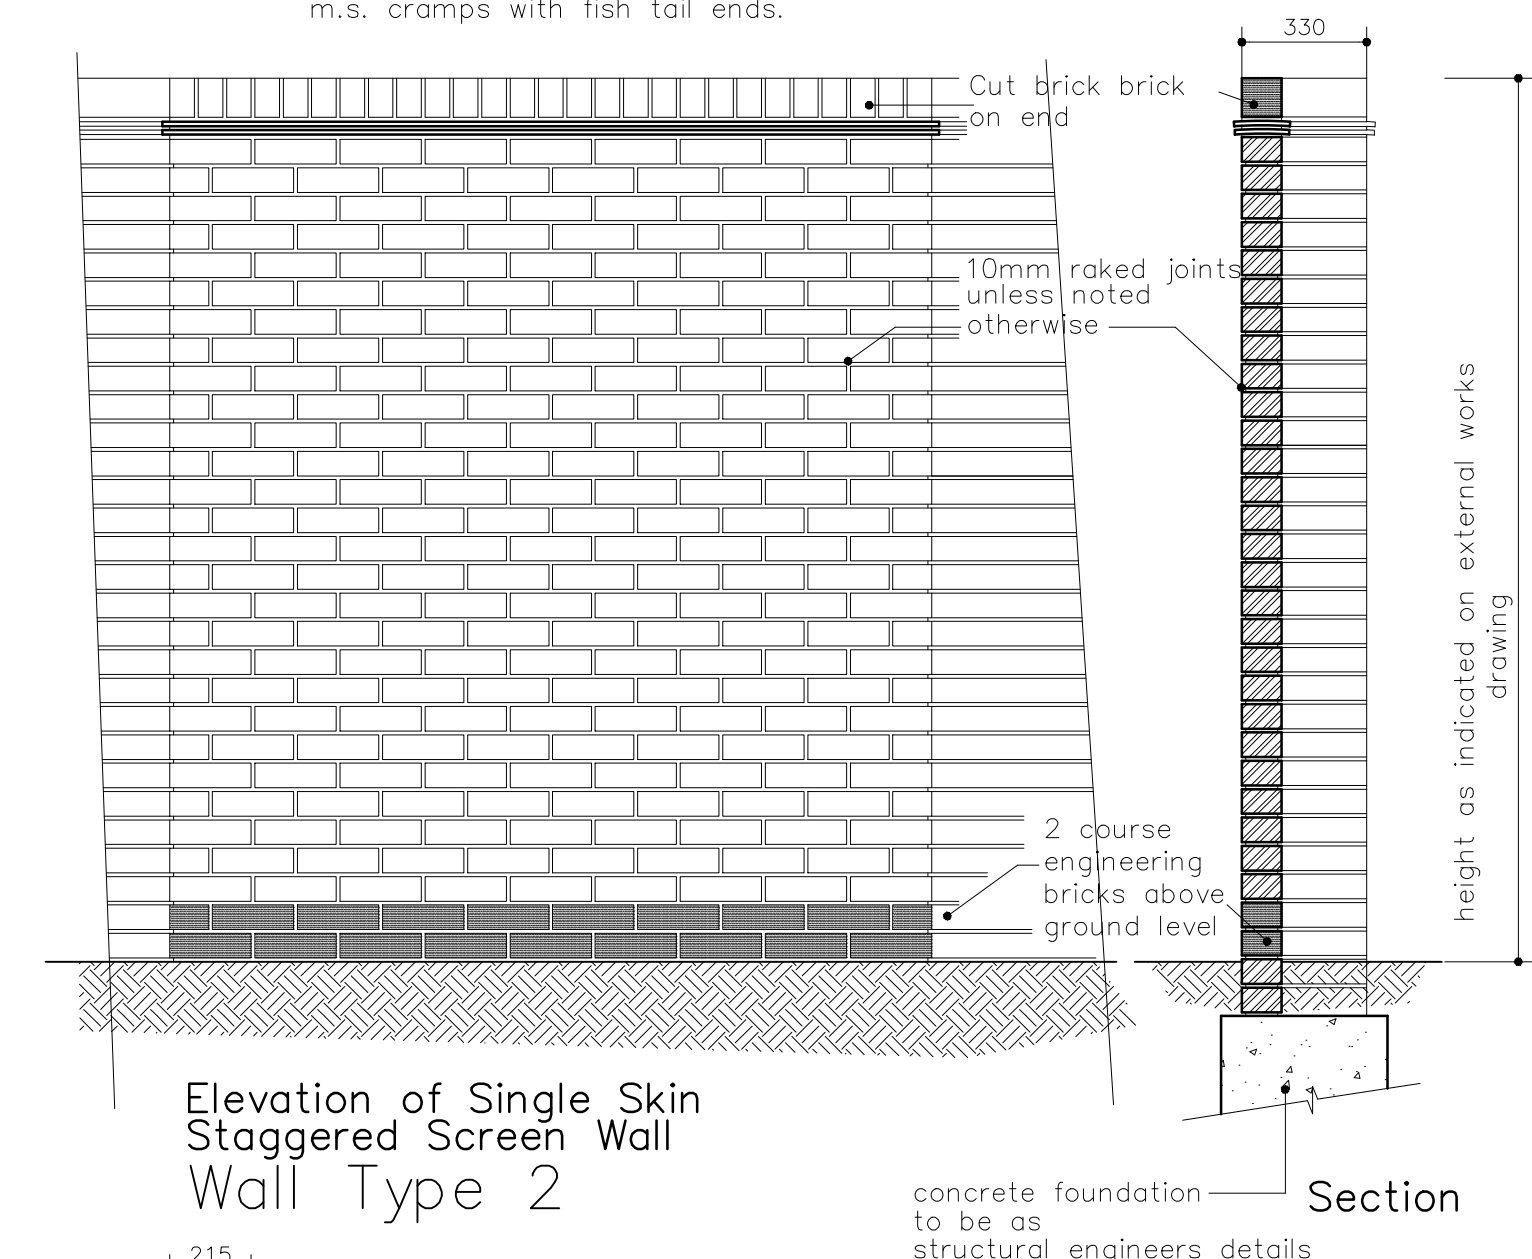 m.s. cramps with fish tail ends.
330
Cut brick brick
on end
10mm raked joints
unless noted
otherwise
height as indicated on external works
drawing
2 course
engineering
bricks above
ground level
Elevation of Single Skin
Staggered Screen Wall
Wall Type 2
concrete foundation
to be as
structural engineers details
Section
215